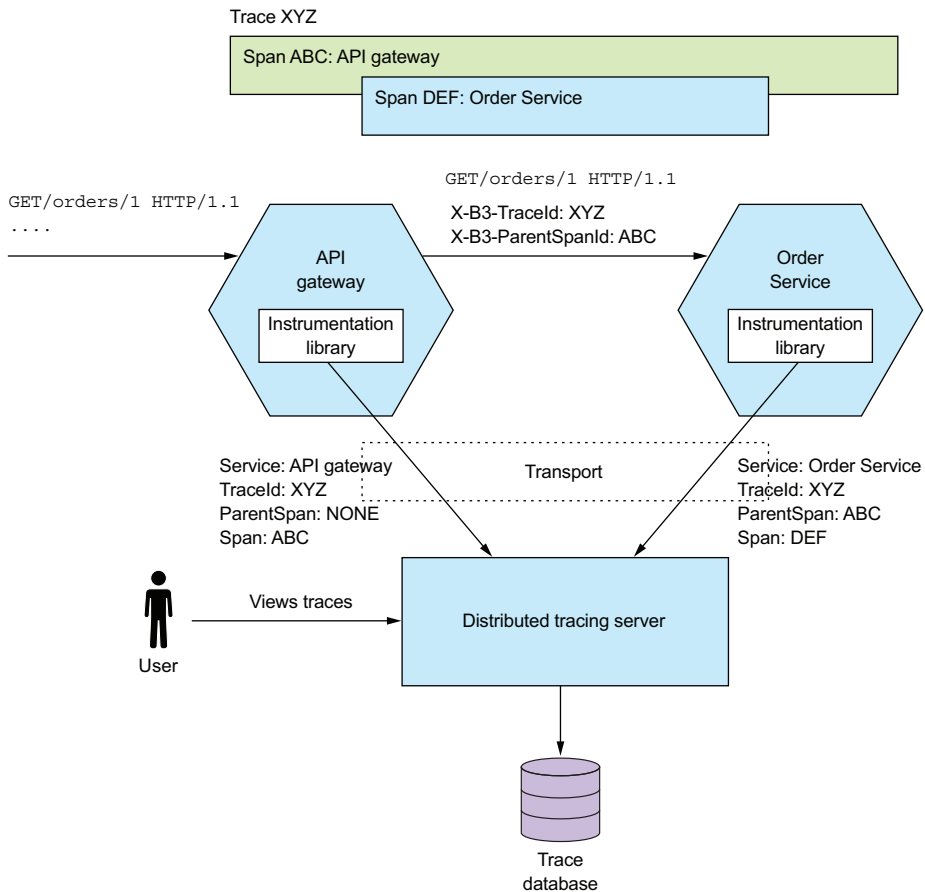 Trace XYZ
Span ABC: API gateway
Span DEF: Order Service
GET/orders/1 HTTP/1.1
....
GET/orders/1 HTTP/1.1
X-B3-TraceId: XYZ
X-B3-ParentSpanId: ABC
API
gateway
Instrumentation
library
Order
Service
Instrumentation
library
Service: API gateway
TraceId: XYZ
ParentSpan: NONE
Span: ABC
Transport
Service: Order Service
TraceId: XYZ
ParentSpan: ABC
Span: DEF
Views traces
User
Distributed tracing server
Trace
database